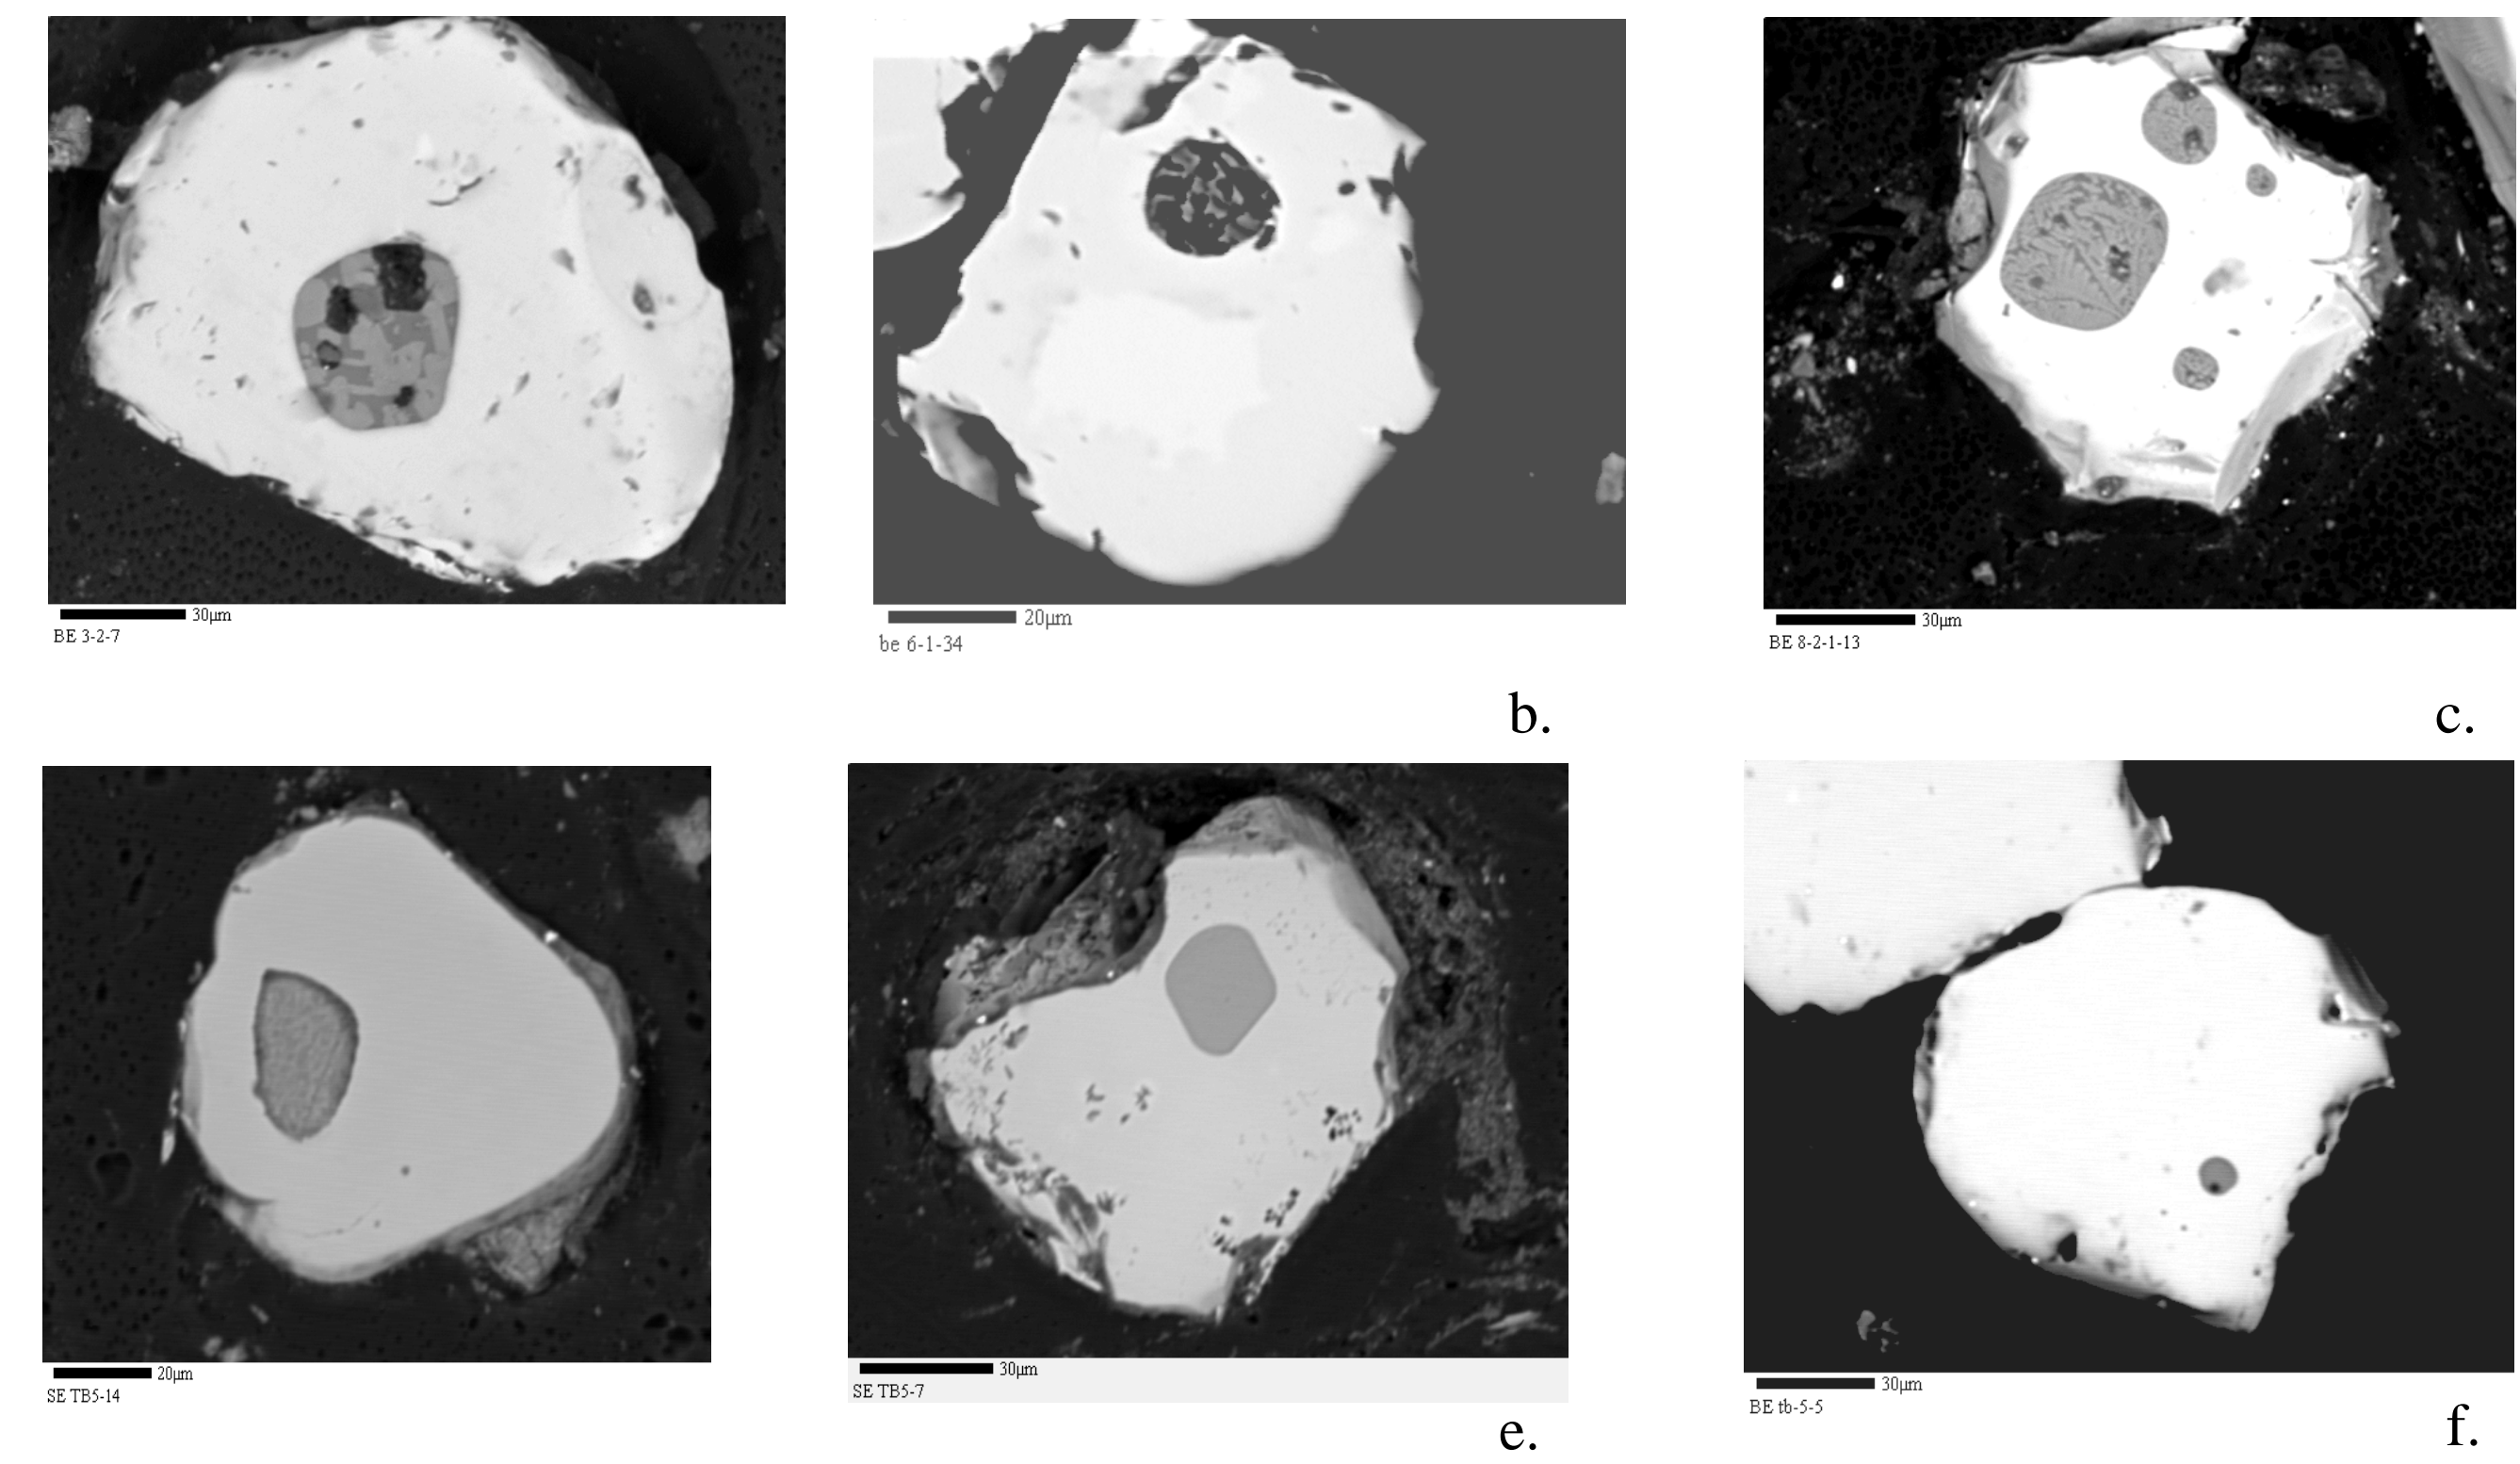 30µm
BE 3-2-7
20µm
be 6-1-34
30µm
BE 8-2-1-13
b.
c.
20µm
SE TB5-14
30µm
SE TB5-7
30µm
BE tb-5-5
e.
f.